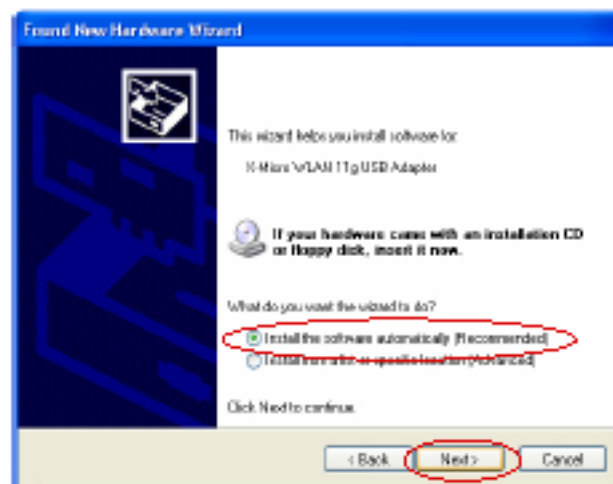 Found New Hardware Wizard
This wizard helps you install software for:
X-Micro WLAN 11g USB Adapter
If your hardware came with an installation CD
or floppy disk, insert it now.
What do you want the wizard to do?
Install the software automatically (Recommended)
Install from a list or specific location (Advanced)
Click Next to continue.
< Back
Next >
Cancel